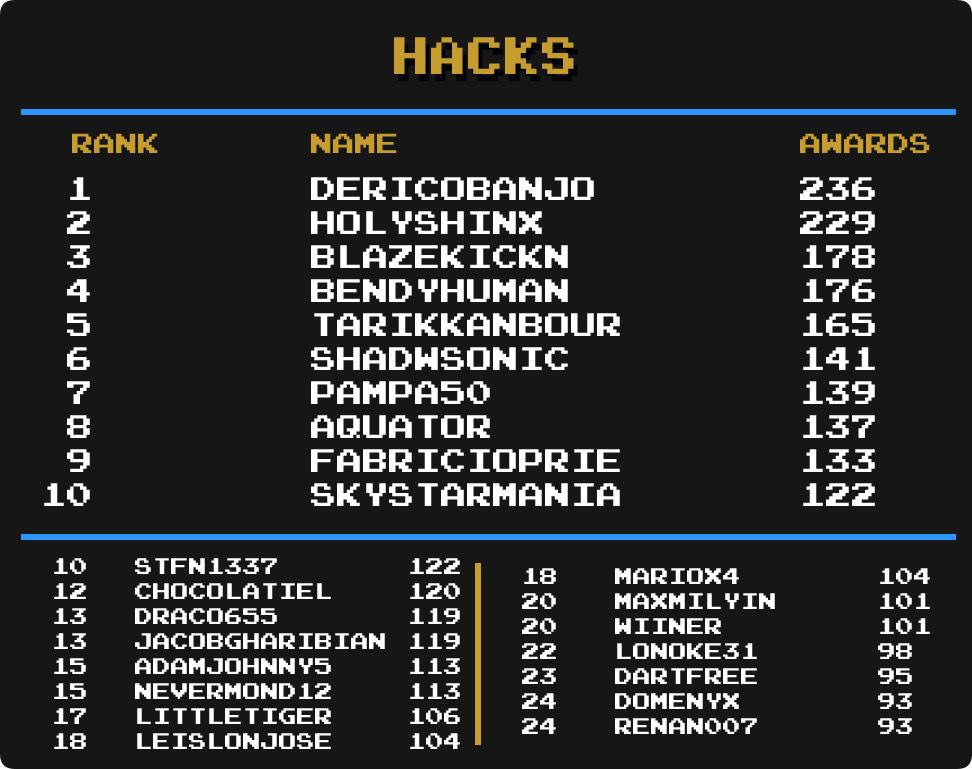 HACKS
RANK NAME AWARDS
1 DERICOBANJO 236
2 HOLYSHINX 229
3 BLAZEKICKN 178
4 BENDYHUMAN 176
5 TARIKKANBOUR 165
6 SHADWSONIC 141
7 PAMPA50 139
8 AQUATOR 137
9 FABRICIOPRIE 133
10 SKYSTARMANIA 122
10 STFN1337 122
12 CHOCOLATIEL 120
13 DRACO655 119
13 JACOBGHARIBIAN 119
15 ADAMJOHNNY5 113
15 NEVERMOND12 113
17 LITTLETIGER 106
18 LEISLONJOSE 104
18 MARIOX4 104
20 MAXMILYIN 101
20 WIINER 101
22 LONOKE31 98
23 DARTFREE 95
24 DOMENYX 93
24 RENAN007 93